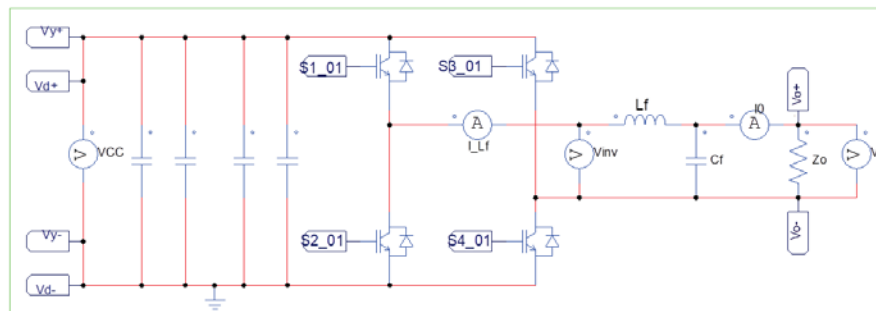 Vy+
Vd+
V
VCC
Vy-
Vd-
S1_01
S2_01
A
I_Lf
S3_01
S4_01
V
Vinv
Lf
Cf
I0
A
Vo+
Zo
V
Vo-